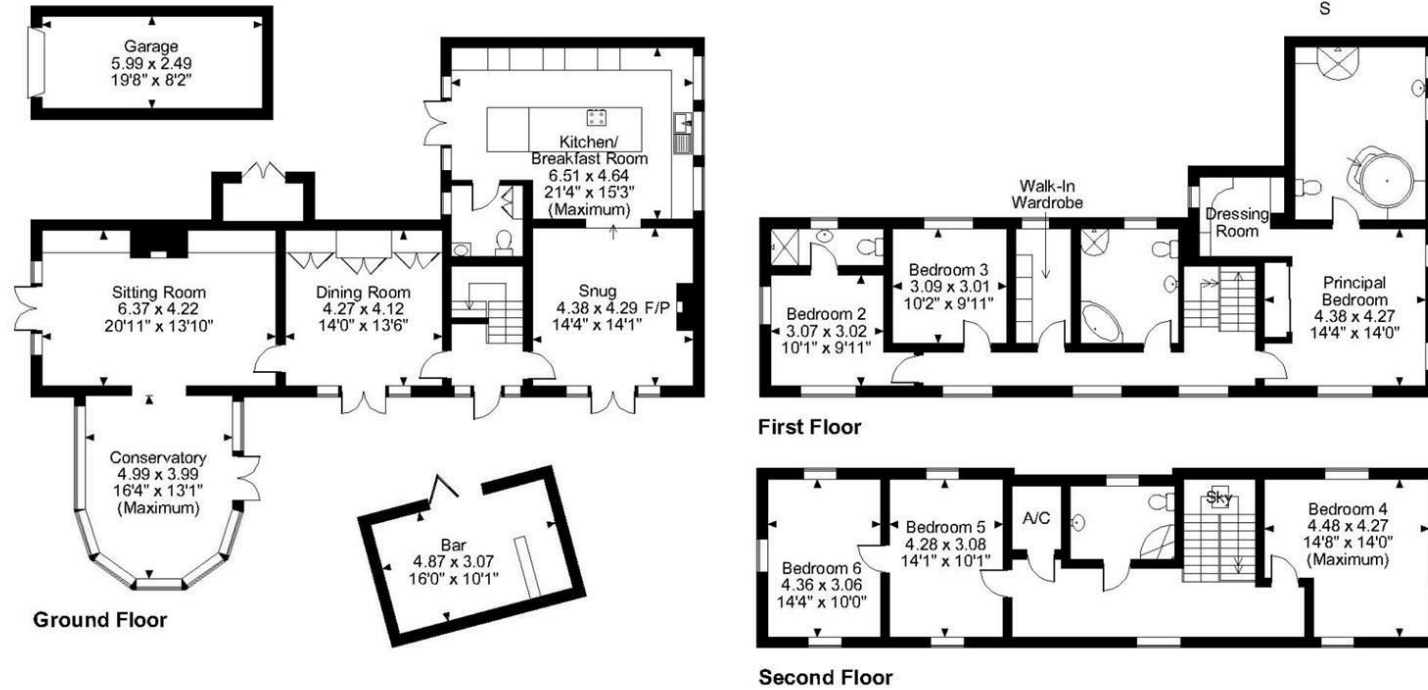 Garage
5.99 x 2.49
19'8" x 8'2"
Kitchen/
Breakfast Room
6.51 x 4.64
21'4" x 15'3"
(Maximum)
Sitting Room
6.37 x 4.22
20'11" x 13'10"
Dining Room
4.27 x 4.12
14'0" x 13'6"
Snug
4.38 x 4.29 F/P
14'4" x 14'1"
Conservatory
4.99 x 3.99
16'4" x 13'1"
(Maximum)
Bar
4.87 x 3.07
16'0" x 10'1"
Ground Floor
S
Walk-In
Wardrobe
Dressing
Room
Bedroom 3
3.09 x 3.01
10'2" x 9'11"
Bedroom 2
3.07 x 3.02
10'1" x 9'11"
Principal
Bedroom
4.38 x 4.27
14'4" x 14'0"
First Floor
Sky
A/C
Bedroom 4
4.48 x 4.27
14'8" x 14'0"
(Maximum)
Bedroom 5
4.28 x 3.08
14'1" x 10'1"
Bedroom 6
4.36 x 3.06
14'4" x 10'0"
Second Floor